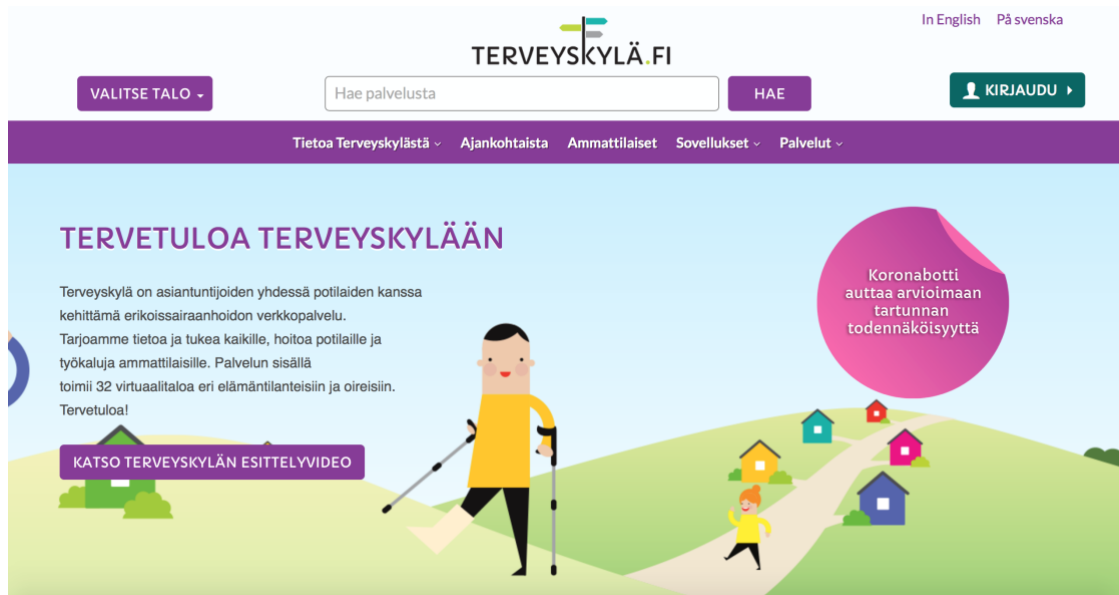 In English På svenska
TERVEYSKYLÄ.FI
VALITSE TALO
Hae palvelusta
HAE
KIRJAUDU
Tietoa Terveyskylästä Ajankohtaista Ammattilaiset Sovellukset Palvelut
TERVETULOA TERVEYSKYLÄÄN
Terveyskylä on asiantuntijoiden yhdessä potilaiden kanssa
kehittämä erikoissairaanhoidon verkkopalvelu.
Tarjoamme tietoa ja tukea kaikille, hoitoa potilaille ja
työkaluja ammattilaisille. Palvelun sisällä
toimii 32 virtuaalitaloa eri elämäntilanteisiin ja oireisiin.
Tervetuloa!
KATSO TERVEYSKYLÄN ESITTELYVIDEO
Koronabotti
auttaa arvioimaan
tartunnan
todennäköisyyttä